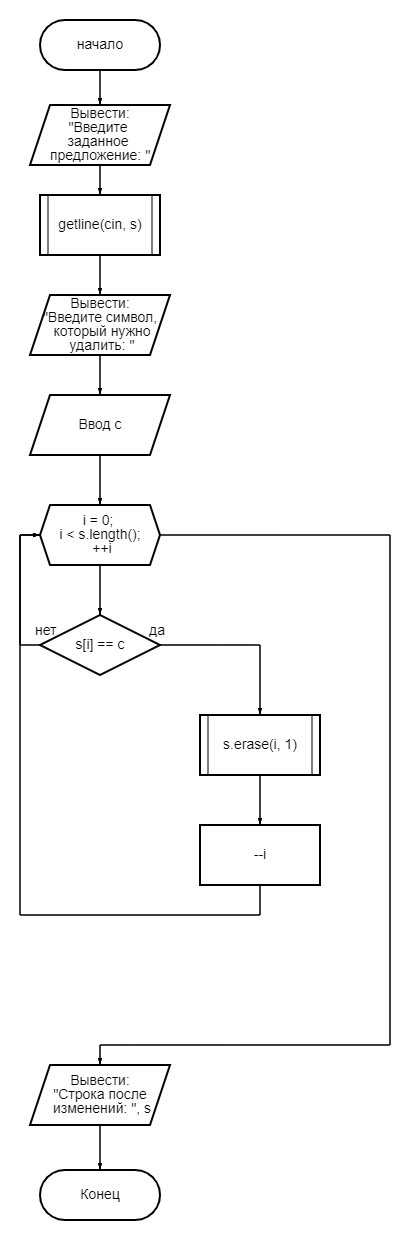 начало
Вывести:
"Введите
заданное
предложение: "
getline(cin, s)
Вывести:
"Введите символ,
который нужно
удалить: "
Ввод c
i = 0;
i < s.length();
++i
нет
да
s[i] == c
s.erase(i, 1)
--i
Вывести:
"Строка после
изменений: ", s
Конец